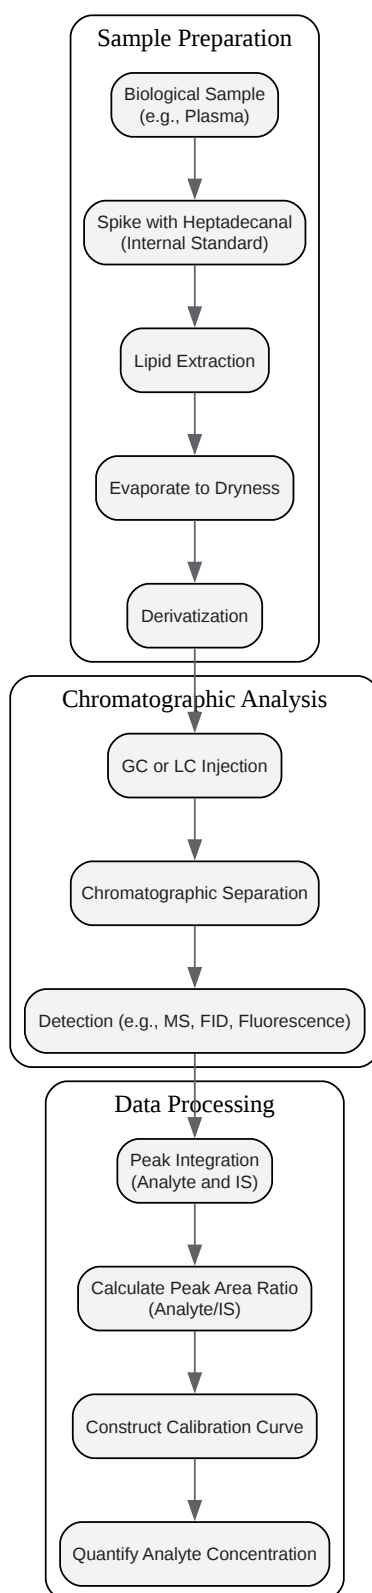 Sample Preparation
Biological Sample
(e.g., Plasma)
Spike with Heptadecanal
(Internal Standard)
Lipid Extraction
Evaporate to Dryness
Derivatization
Chromatographic Analysis
GC or LC Injection
Chromatographic Separation
Detection (e.g., MS, FID, Fluorescence)
Data Processing
Peak Integration
(Analyte and IS)
Calculate Peak Area Ratio
(Analyte/IS)
Construct Calibration Curve
Quantify Analyte Concentration